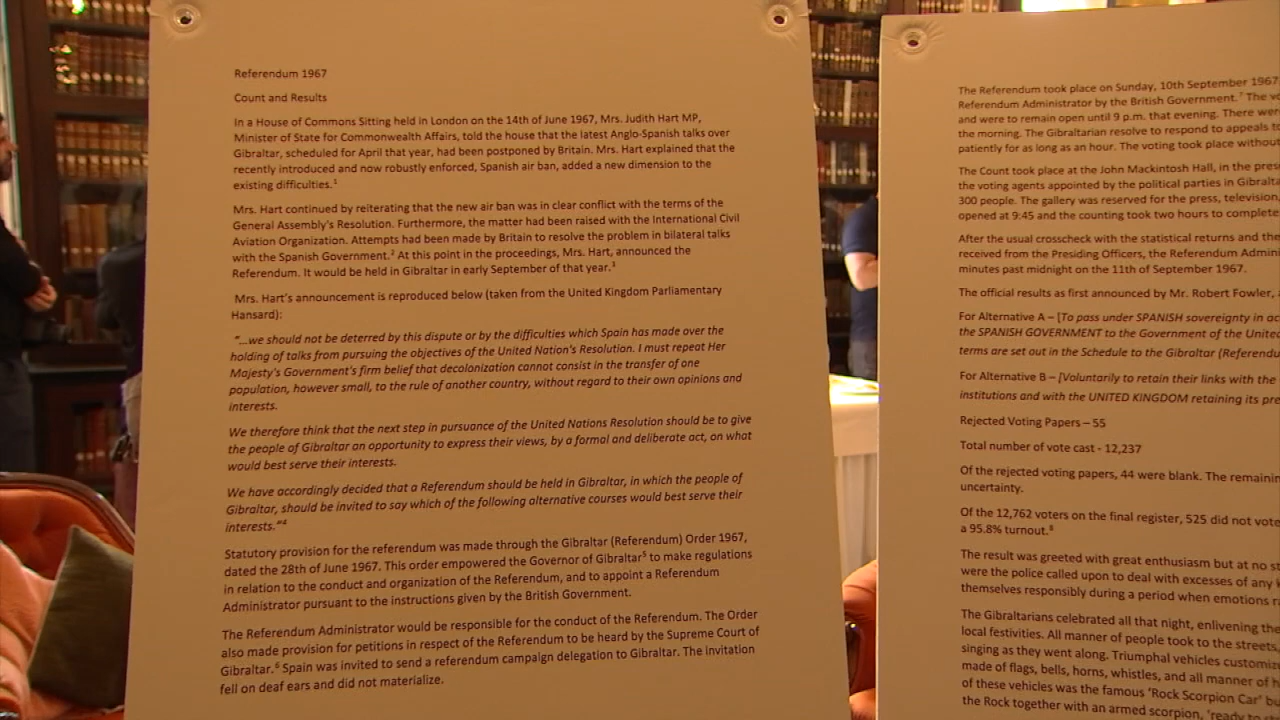 Referendum 1967
Count and Results
In a House of Commons Sitting held in London on the 14th of June 1967, Mrs. Judith Hart MP,
Minister of State for Commonwealth Affairs, told the house that the latest Anglo-Spanish talks over
Gibraltar, scheduled for April that year, had been postponed by Britain. Mrs. Hart explained that the
recently introduced and now robustly enforced, Spanish air ban, added a new dimension to the
existing difficulties.¹
Mrs. Hart continued by reiterating that the new air ban was in clear conflict with the terms of the
General Assembly's Resolution. Furthermore, the matter had been raised with the International Civil
Aviation Organization. Attempts had been made by Britain to resolve the problem in bilateral talks
with the Spanish Government.² At this point in the proceedings, Mrs. Hart, announced the
Referendum. It would be held in Gibraltar in early September of that year.³
Mrs. Hart's announcement is reproduced below (taken from the United Kingdom Parliamentary
Hansard):
"...we should not be deterred by this dispute or by the difficulties which Spain has made over the
holding of talks from pursuing the objectives of the United Nation's Resolution. I must repeat Her
Majesty's Government's firm belief that decolonization cannot consist in the transfer of one
population, however small, to the rule of another country, without regard to their own opinions and
interests.
We therefore think that the next step in pursuance of the United Nations Resolution should be to give
the people of Gibraltar an opportunity to express their views, by a formal and deliberate act, on what
would best serve their interests.
We have accordingly decided that a Referendum should be held in Gibraltar, in which the people of
Gibraltar, should be invited to say which of the following alternative courses would best serve their
interests."⁴
Statutory provision for the referendum was made through the Gibraltar (Referendum) Order 1967,
dated the 28th of June 1967. This order empowered the Governor of Gibraltar⁵ to make regulations
in relation to the conduct and organization of the Referendum, and to appoint a Referendum
Administrator pursuant to the instructions given by the British Government.
The Referendum Administrator would be responsible for the conduct of the Referendum. The Order
also made provision for petitions in respect of the Referendum to be heard by the Supreme Court of
Gibraltar.⁶ Spain was invited to send a referendum campaign delegation to Gibraltar. The invitation
fell on deaf ears and did not materialize.
The Referendum took place on Sunday, 10th September 1967
Referendum Administrator by the British Government.⁷ The
and were to remain open until 9 p.m. that evening. There
the morning. The Gibraltarian resolve to respond to appeals
patiently for as long as an hour. The voting took place without
The Count took place at the John Mackintosh Hall, in the
the voting agents appointed by the political parties in
300 people. The gallery was reserved for the press, television,
opened at 9:45 and the counting took two hours to complete
After the usual crosscheck with the statistical returns and the
received from the Presiding Officers, the Referendum
minutes past midnight on the 11th of September 1967.
The official results as first announced by Mr. Robert Fowler,
For Alternative A – [To pass under SPANISH sovereignty in
the SPANISH GOVERNMENT to the Government of the
terms are set out in the Schedule to the Gibraltar
For Alternative B – [Voluntarily to retain their links with the
institutions and with the UNITED KINGDOM retaining its
Rejected Voting Papers – 55
Total number of vote cast - 12,237
Of the rejected voting papers, 44 were blank. The
uncertainty.
Of the 12,762 voters on the final register, 525 did not vote
a 95.8% turnout.⁸
The result was greeted with great enthusiasm but at no
were the police called upon to deal with excesses of any
themselves responsibly during a period when emotions
The Gibraltarians celebrated all that night, enlivening the
local festivities. All manner of people took to the streets,
singing as they went along. Triumphal vehicles
made of flags, bells, horns, whistles, and all manner of
of these vehicles was the famous 'Rock Scorpion Car'
the Rock together with an armed scorpion, 'ready to